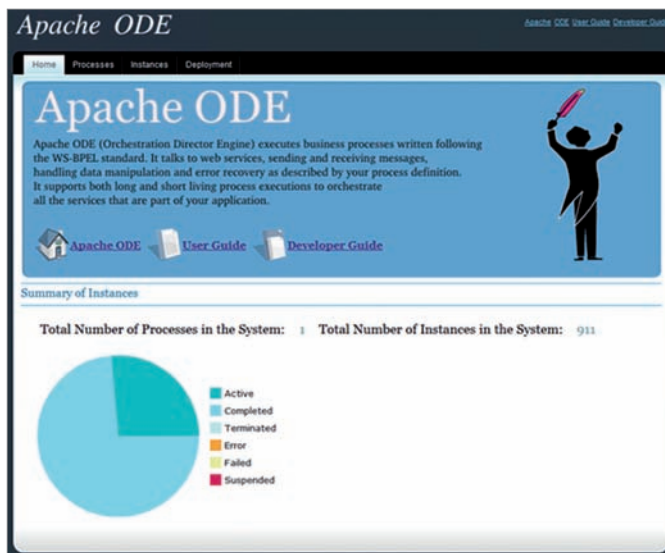 Apache ODE
Apache ODE User Guide Developer Guide
Home Processes Instances Deployment
Apache ODE
Apache ODE (Orchestration Director Engine) executes business processes written following
the WS-BPEL standard. It talks to web services, sending and receiving messages,
handling data manipulation and error recovery as described by your process definition.
It supports both long and short living process executions to orchestrate
all the services that are part of your application.
Apache ODE User Guide Developer Guide
Summary of Instances
Total Number of Processes in the System: 1 Total Number of Instances in the System: 911
Active
Completed
Terminated
Error
Failed
Suspended